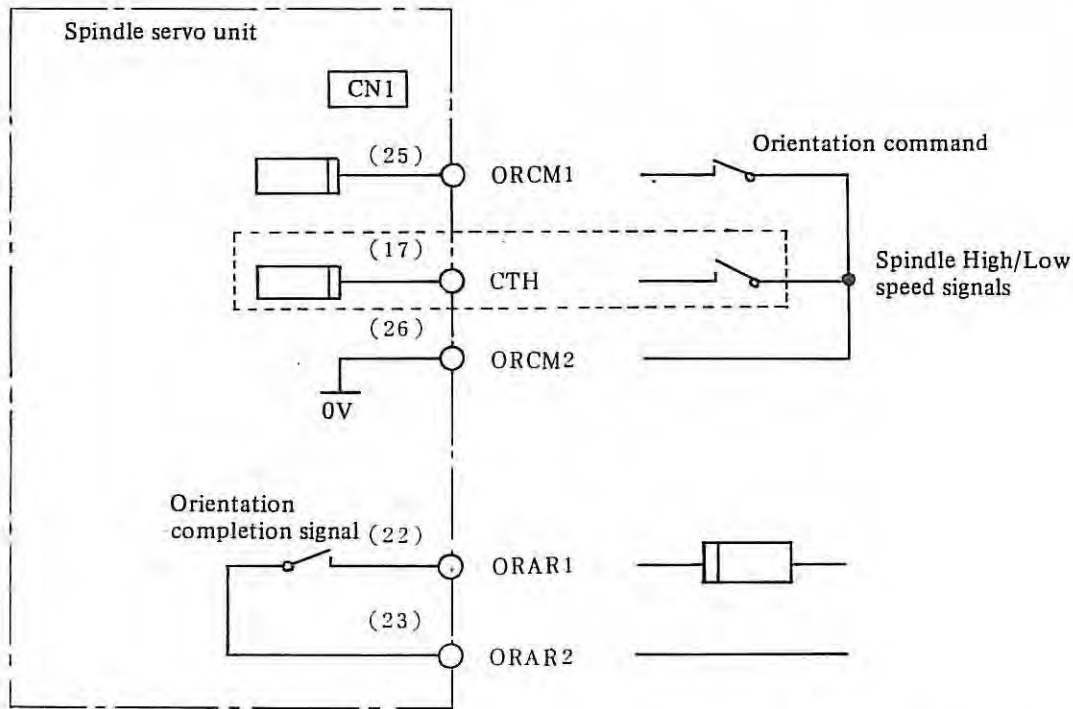 Spindle servo unit
CN1
(25)
ORCM1
Orientation command
(17)
CTH
Spindle High/Low
speed signals
(26)
ORCM2
0V
Orientation
completion signal
(22)
ORAR1
(23)
ORAR2